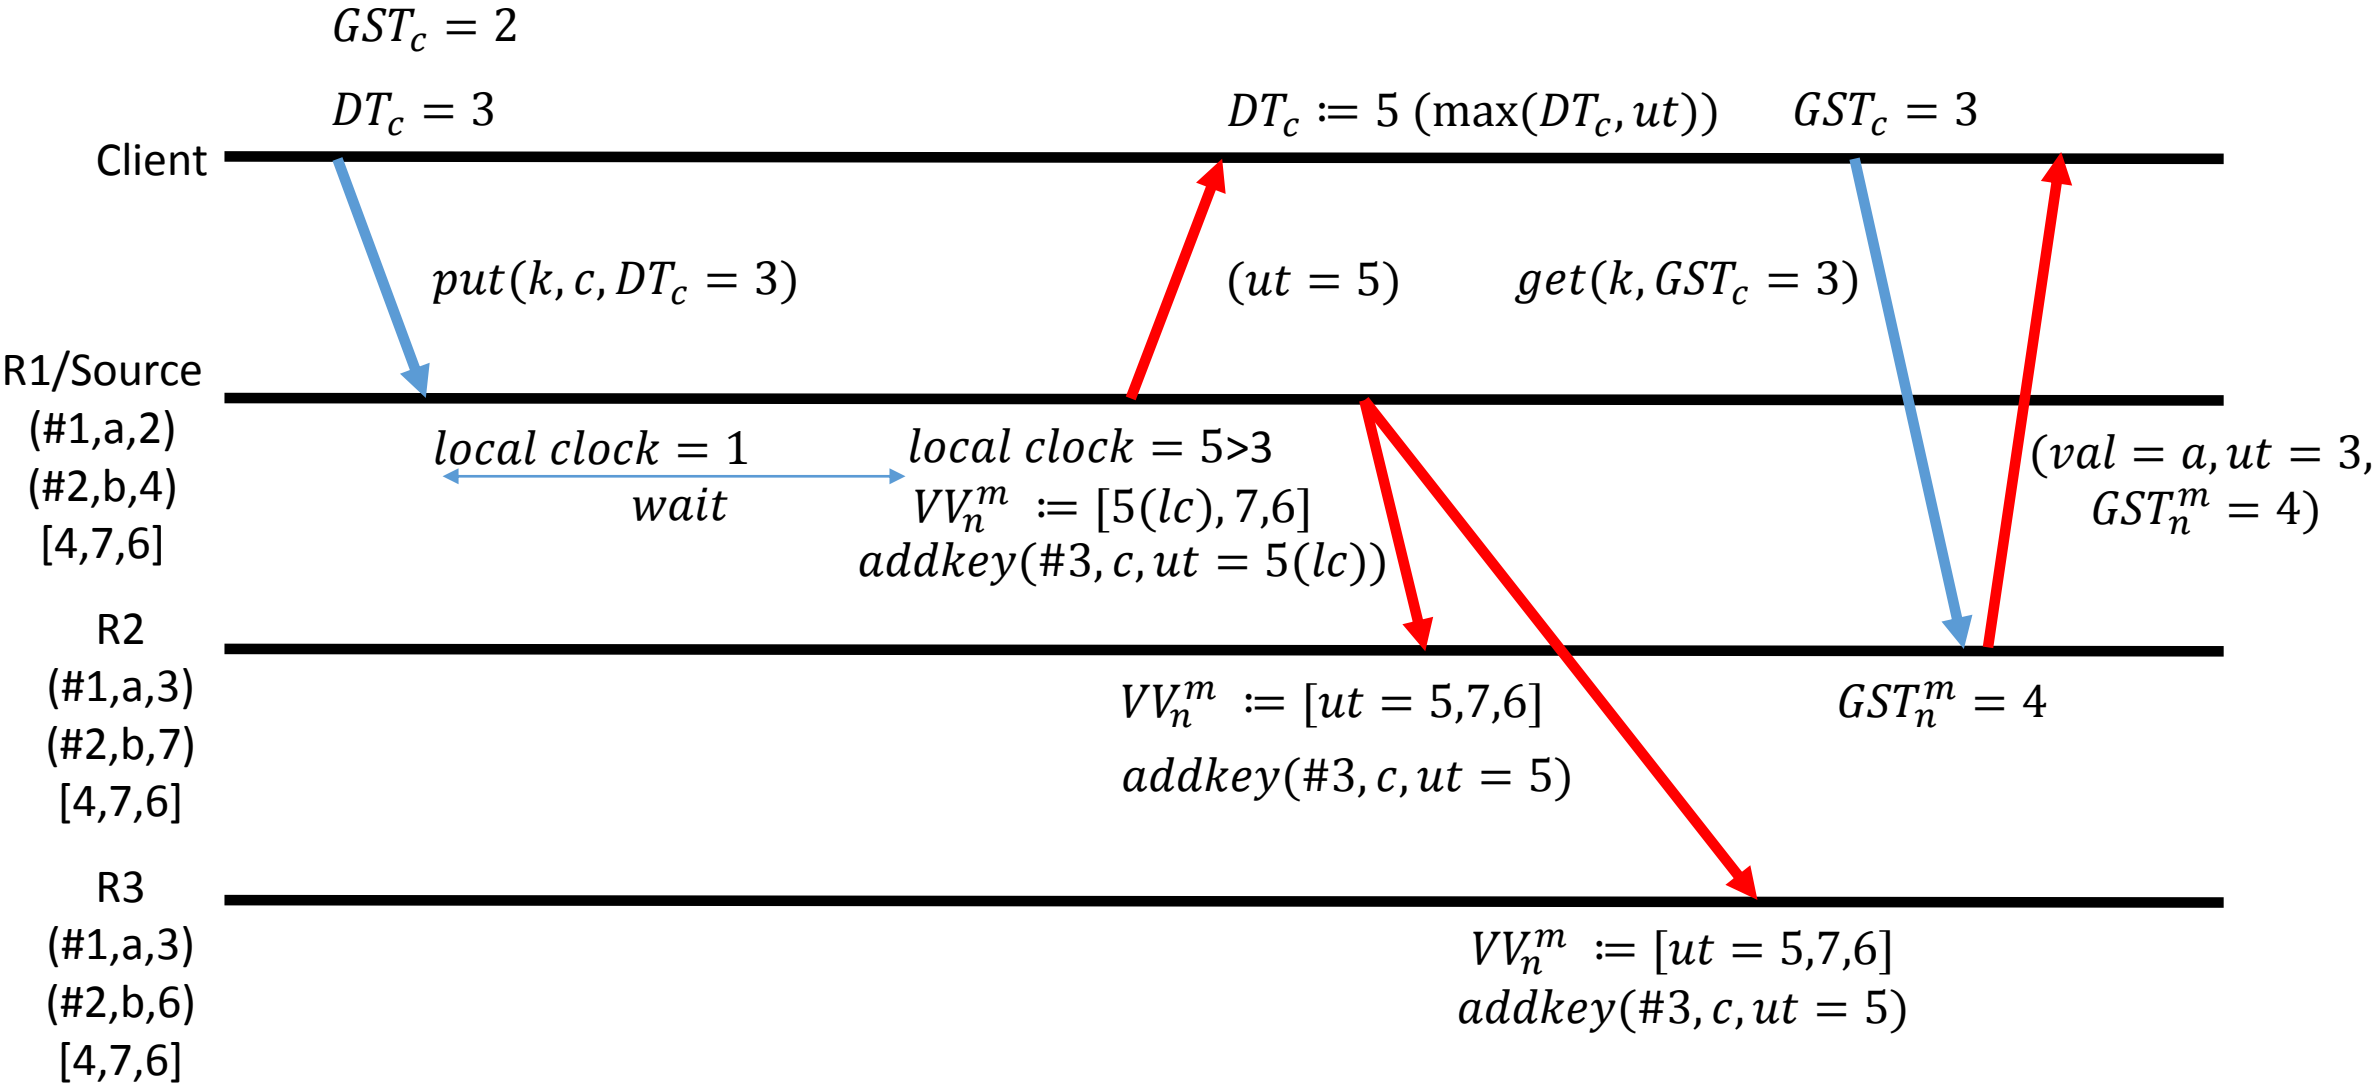 GST_c = 2
DT_c = 3
DT_c ≔ 5 (max(DT_c, ut))
GST_c = 3
Client
put(k, c, DT_c = 3)
(ut = 5)
get(k, GST_c = 3)
R1/Source
(#1,a,2)
(#2,b,4)
[4,7,6]
local clock = 1
wait
local clock = 5>3
VV_n^m ≔ [5(lc), 7,6]
addkey(#3, c, ut = 5(lc))
(val = a, ut = 3,
GST_n^m = 4)
R2
(#1,a,3)
(#2,b,7)
[4,7,6]
VV_n^m ≔ [ut = 5,7,6]
addkey(#3, c, ut = 5)
GST_n^m = 4
R3
(#1,a,3)
(#2,b,6)
[4,7,6]
VV_n^m ≔ [ut = 5,7,6]
addkey(#3, c, ut = 5)